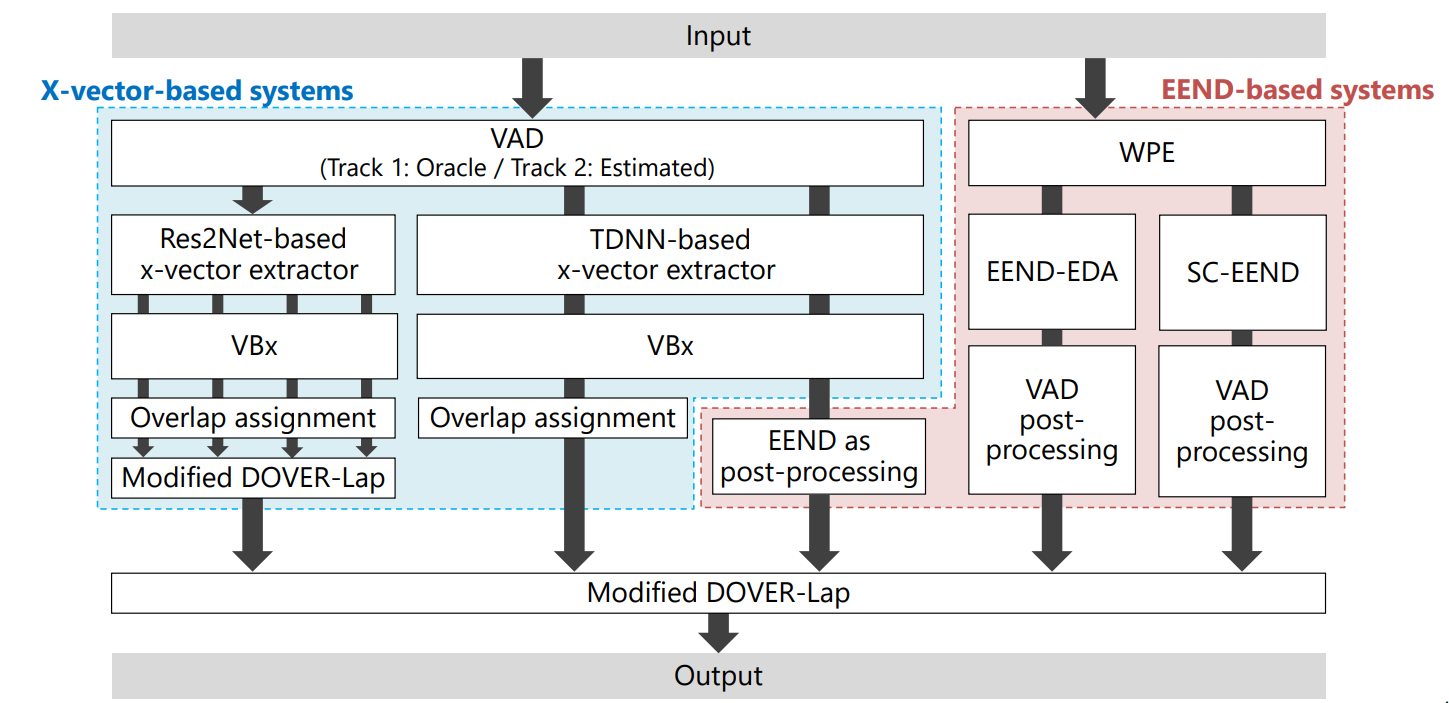 Input
X-vector-based systems
EEND-based systems
VAD
(Track 1: Oracle / Track 2: Estimated)
WPE
Res2Net-based
x-vector extractor
TDNN-based
x-vector extractor
EEND-EDA
SC-EEND
VBx
VBx
Overlap assignment
Overlap assignment
EEND as
post-processing
VAD
post-
processing
VAD
post-
processing
Modified DOVER-Lap
Modified DOVER-Lap
Output